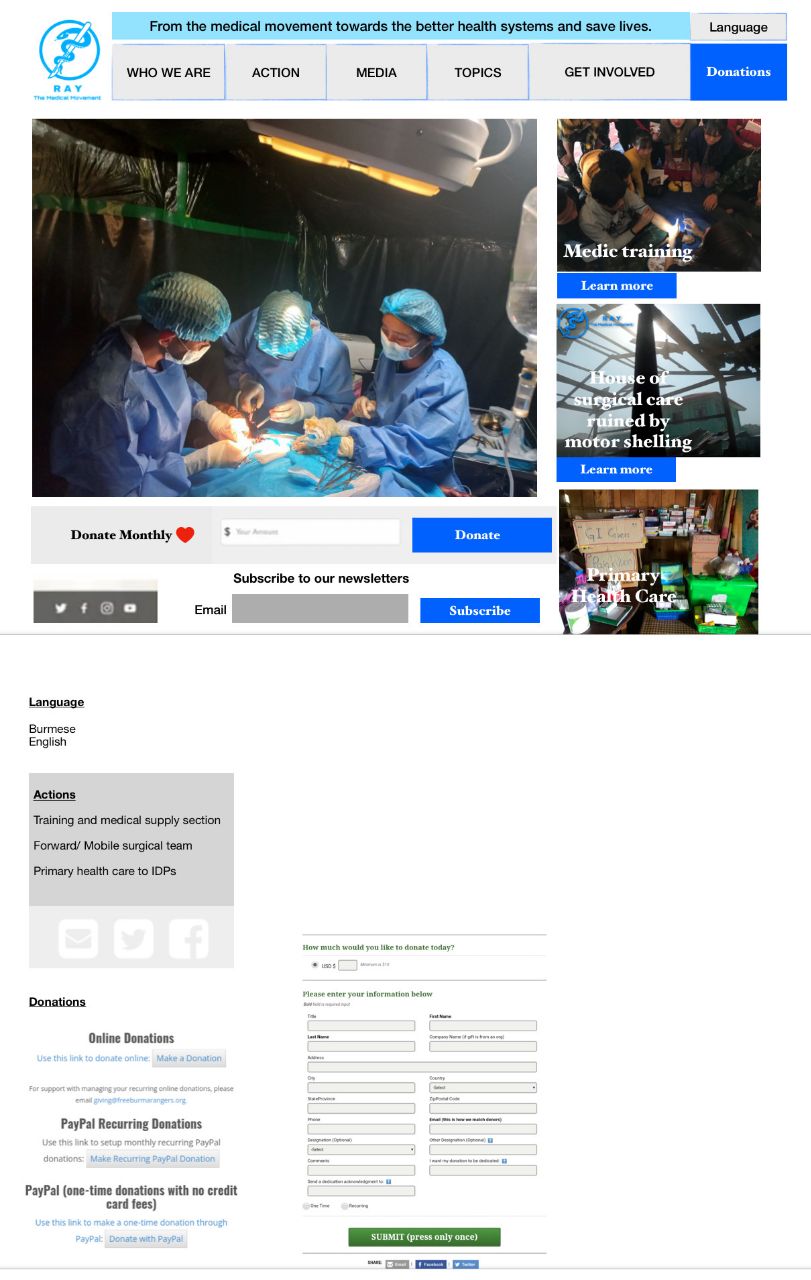 From the medical movement towards the better health systems and save lives.
Language
RAY
The Medical Movement
WHO WE ARE
ACTION
MEDIA
TOPICS
GET INVOLVED
Donations
Medic training
Learn more
RAY
The Medical Movement
House of
surgical care
ruined by
motor shelling
Learn more
GI
Primary
Health Care
Donate Monthly
$ Your Amount
Donate
Subscribe to our newsletters
Email
Subscribe
Language
Burmese
English
Actions
Training and medical supply section
Forward/ Mobile surgical team
Primary health care to IDPs
Donations
Online Donations
Use this link to donate online: Make a Donation
For support with managing your recurring online donations, please
email giving@freeburmarangers.org.
PayPal Recurring Donations
Use this link to setup monthly recurring PayPal
donations: Make Recurring PayPal Donation
PayPal (one-time donations with no credit
card fees)
Use this link to make a one-time donation through
PayPal: Donate with PayPal
How much would you like to donate today?
USD $ Minimum is
Please enter your information below
Bold field is required input
Title
First Name
Last Name
Company Name (if gift is from an org)
Address
City
Country
-Select
State/Province
Zip/Postal Code
Phone
Email (this is how we match donors)
Designation (Optional)
-Select
Other Designation (Optional) ?
Comments
I want my donation to be dedicated: ?
Send a dedication acknowledgment to: ?
One Time
Recurring
SUBMIT (press only once)
SHARE: Email | Facebook | Twitter